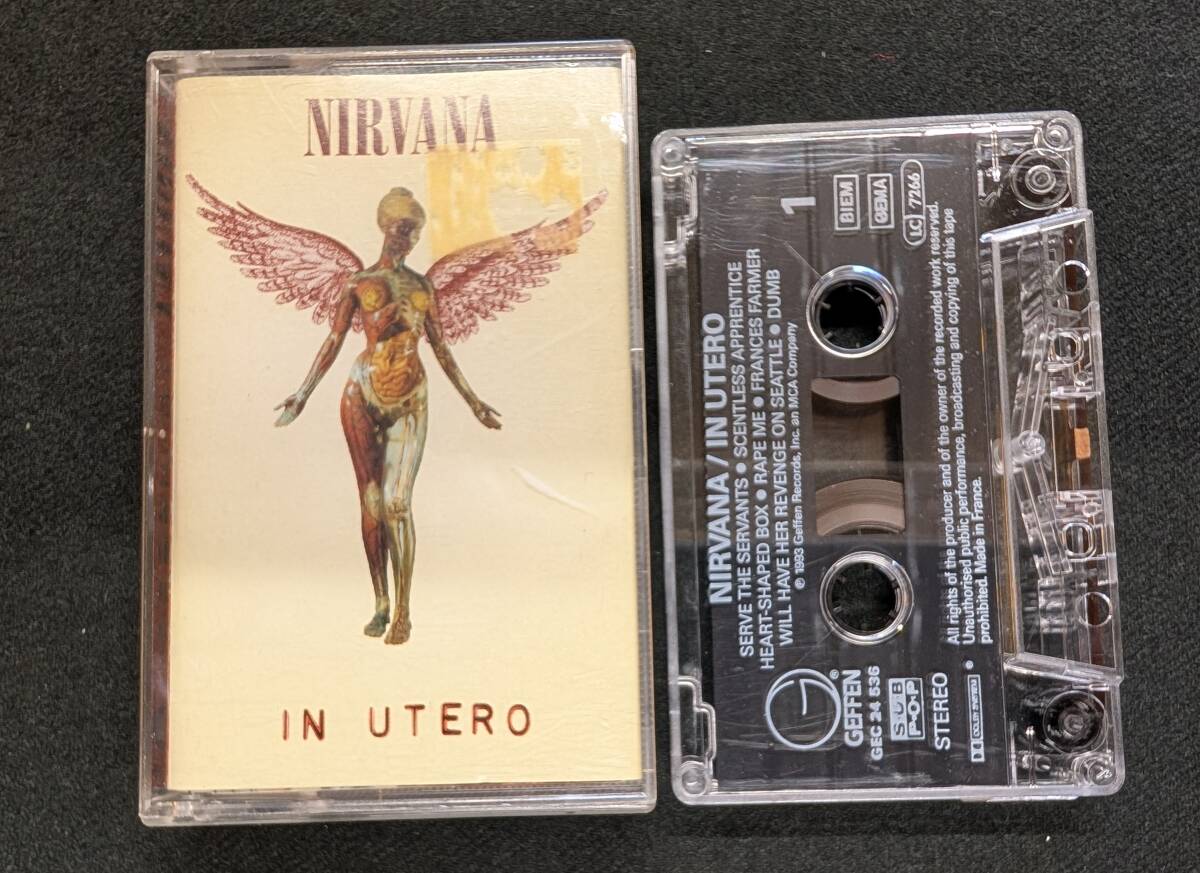 NIRVANA
IN UTERO
1
BIEM
GEMA
LC 7266
NIRVANA / IN UTERO
SERVE THE SERVANTS ● SCENTLESS APPRENTICE
HEART-SHAPED BOX ● RAPE ME ● FRANCES FARMER
WILL HAVE HER REVENGE ON SEATTLE ● DUMB
℗ 1993 Geffen Records, Inc. an MCA Company
GEFFEN®
GEC 24 536
SUB
P-O-P
STEREO
DOLBY SYSTEM
All rights of the producer and of the owner of the recorded work reserved.
Unauthorised public performance, broadcasting and copying of this tape
prohibited. Made in France.